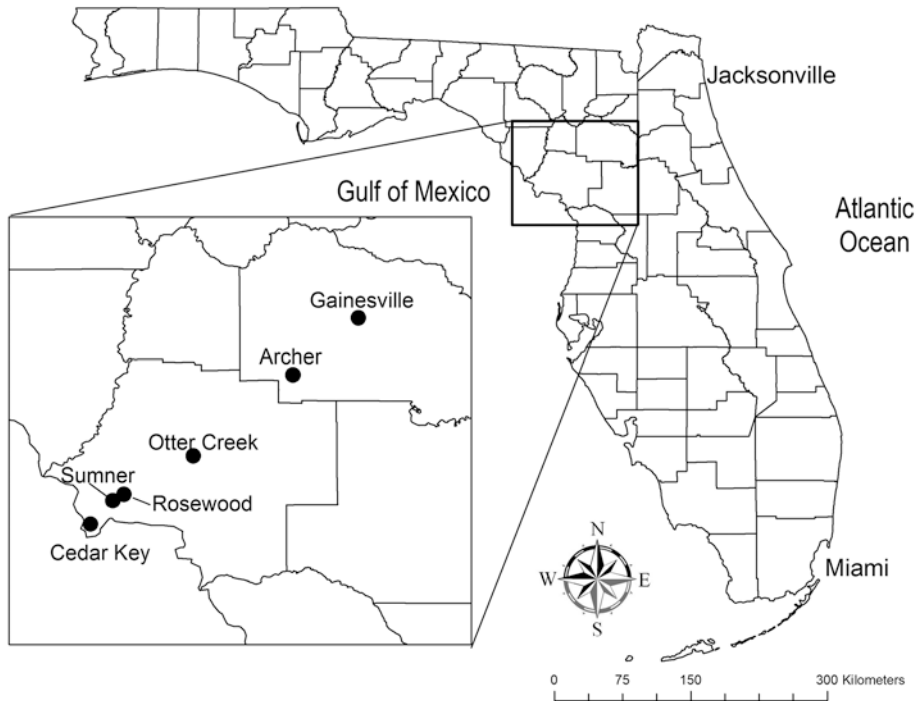 Jacksonville
Gulf of Mexico
Atlantic
Ocean
Gainesville
Archer
Otter Creek
Sumner
Rosewood
Cedar Key
N
W E
S
Miami
0 75 150 300 Kilometers